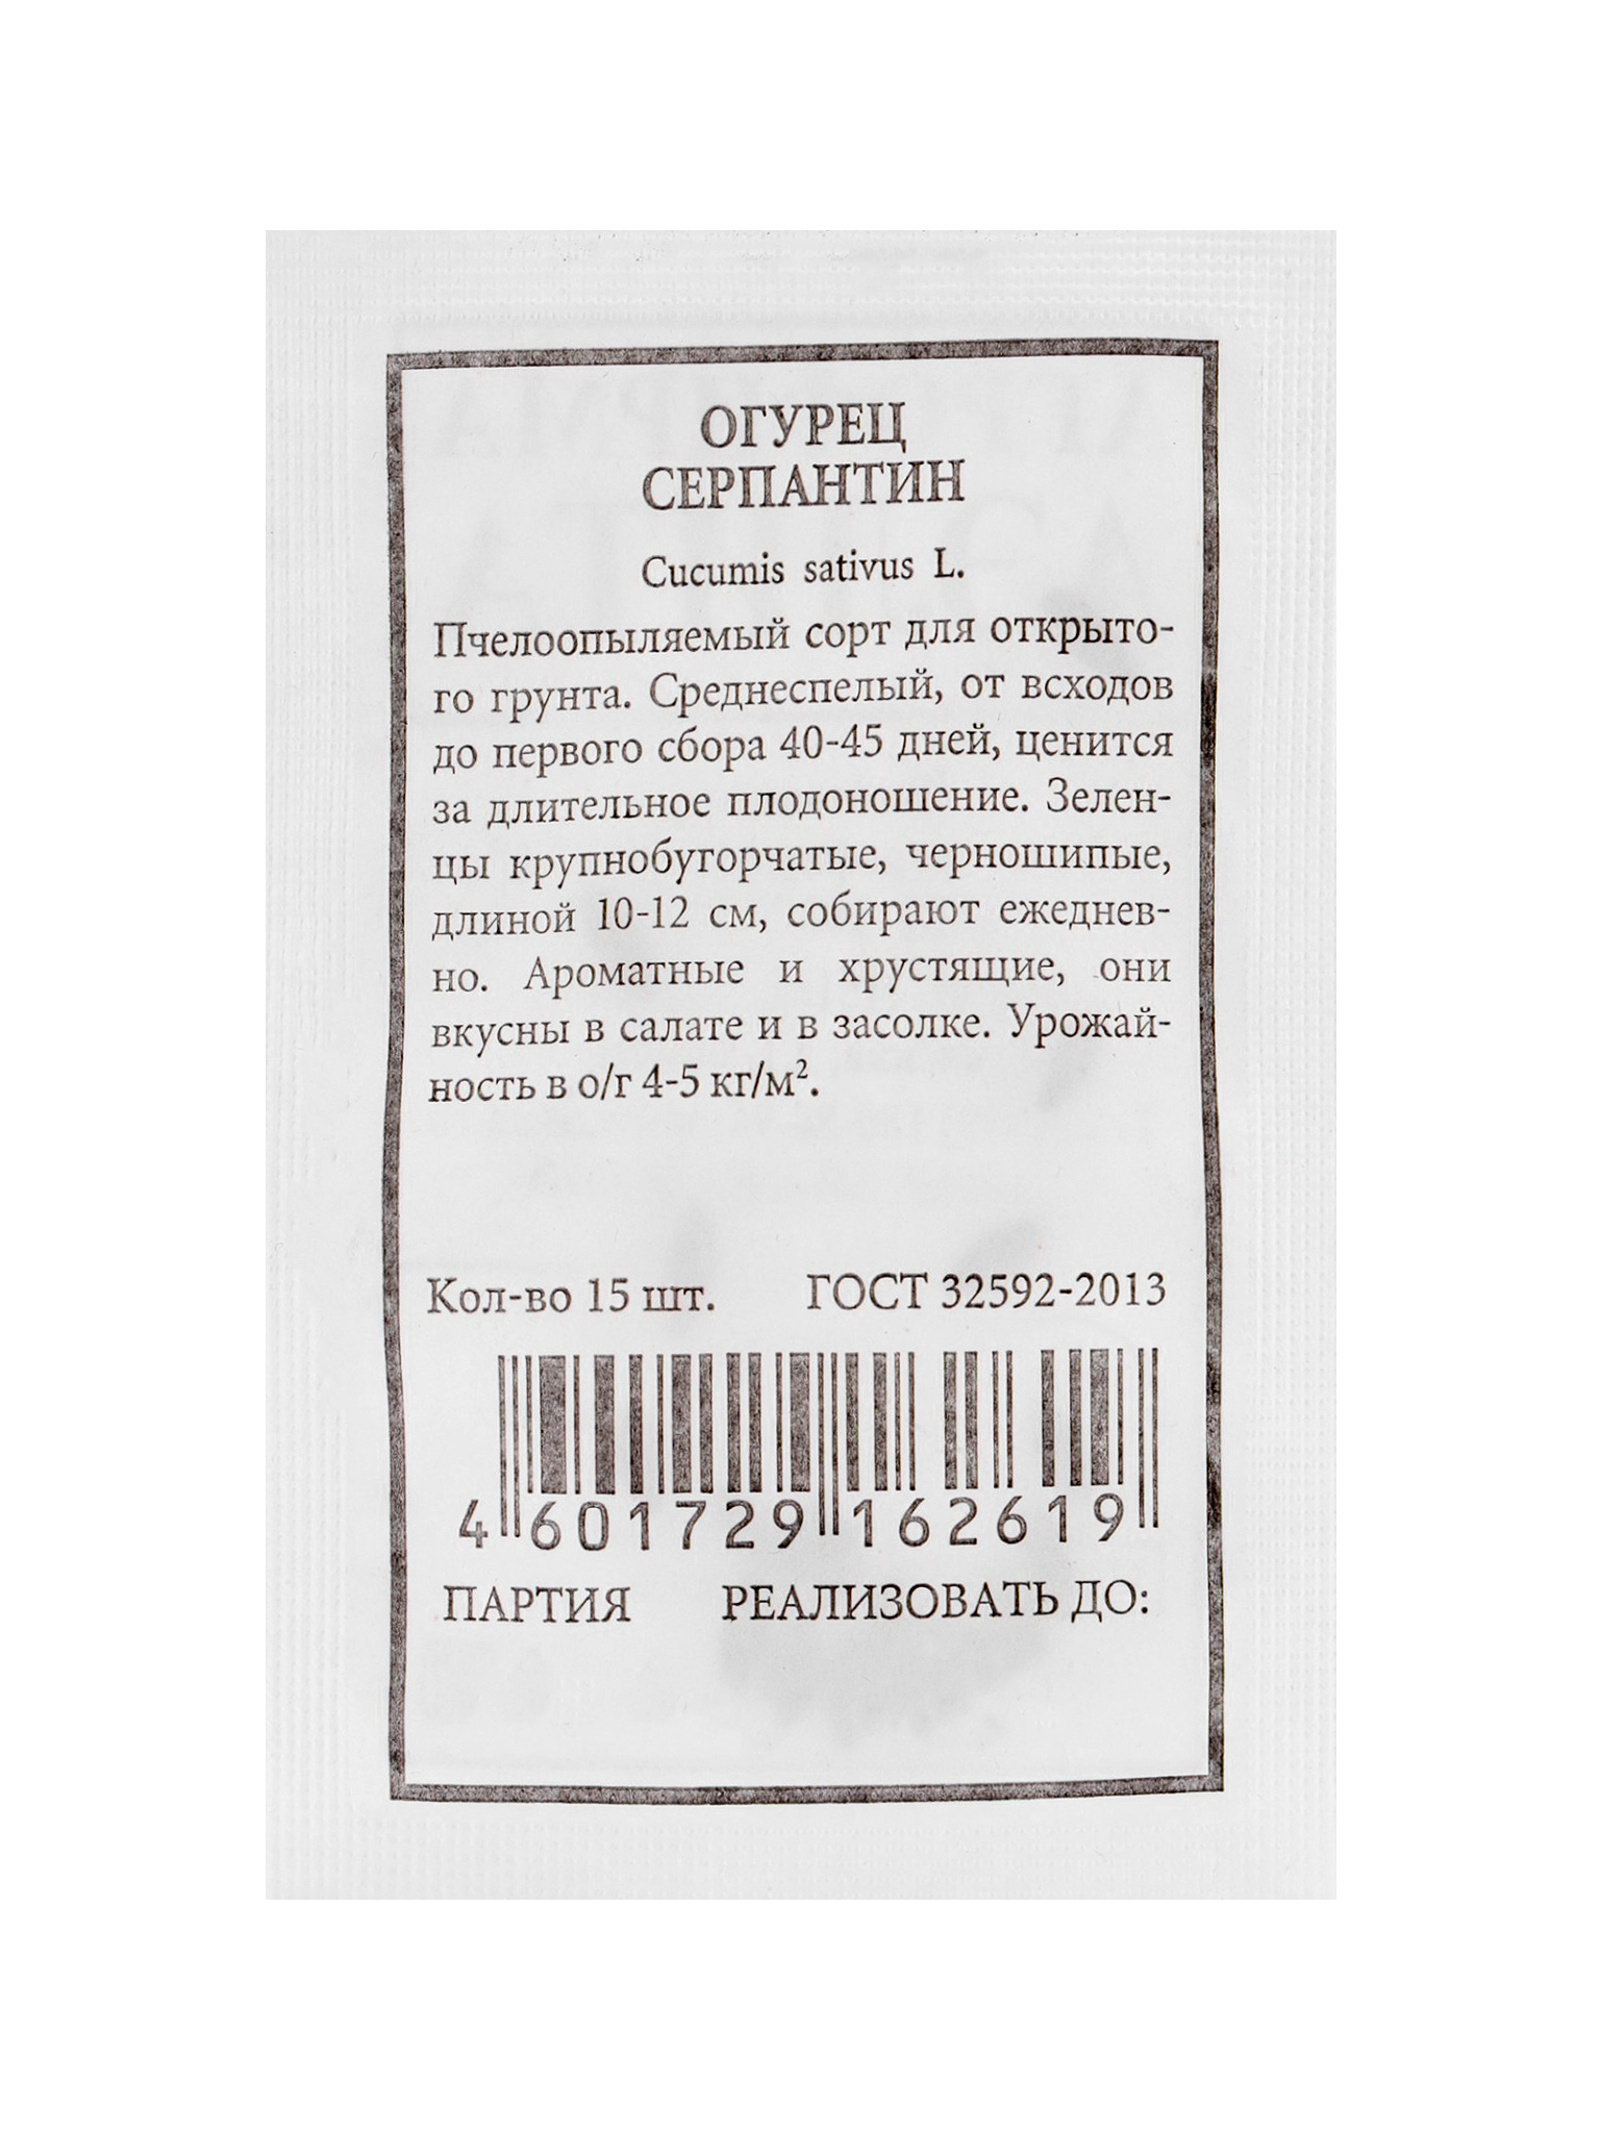 ОГУРЕЦ
СЕРПАНТИН
Cucumis sativus L.
Пчелоопыляемый сорт для открыто-
го грунта. Среднеспелый, от всходов
до первого сбора 40-45 дней, ценится
за длительное плодоношение. Зелен-
цы крупнобугорчатые, черношипые,
длиной 10-12 см, собирают ежеднев-
но. Ароматные и хрустящие, они
вкусны в салате и в засолке. Урожай-
ность в о/г 4-5 кг/м².
Кол-во 15 шт. ГОСТ 32592-2013
4 601729 162619
ПАРТИЯ РЕАЛИЗОВАТЬ ДО: